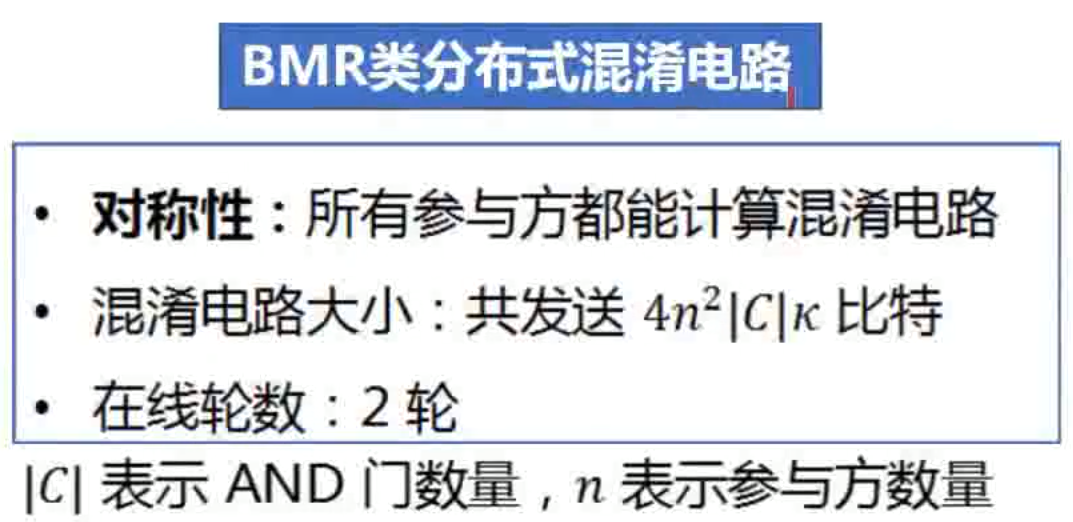 BMR类分布式混淆电路
• 对称性：所有参与方都能计算混淆电路
• 混淆电路大小：共发送 4n²|C|κ 比特
• 在线轮数：2 轮
|C| 表示 AND 门数量，n 表示参与方数量